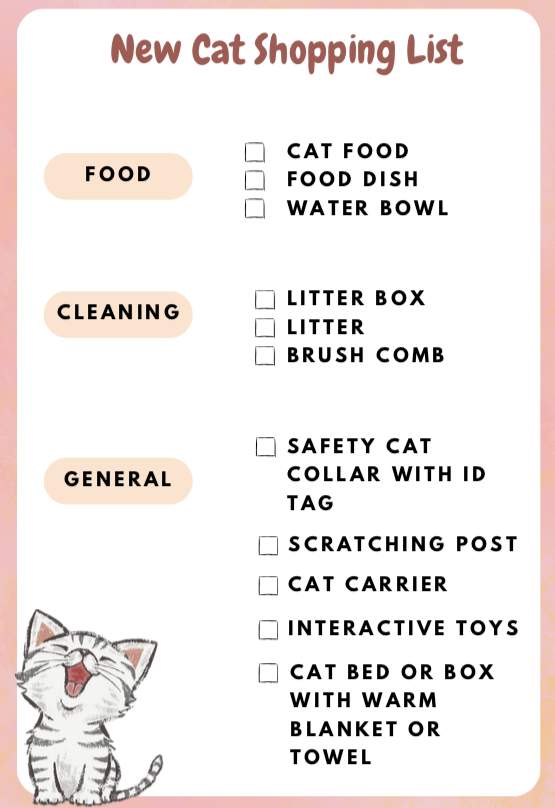 New Cat Shopping List
FOOD
CAT FOOD
FOOD DISH
WATER BOWL
CLEANING
LITTER BOX
LITTER
BRUSH COMB
GENERAL
SAFETY CAT
COLLAR WITH ID
TAG
SCRATCHING POST
CAT CARRIER
INTERACTIVE TOYS
CAT BED OR BOX
WITH WARM
BLANKET OR
TOWEL